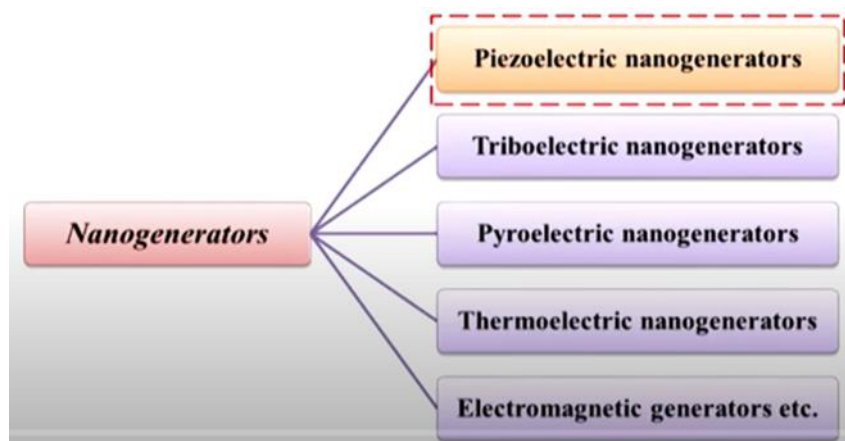 Piezoelectric nanogenerators
Triboelectric nanogenerators
Nanogenerators
Pyroelectric nanogenerators
Thermoelectric nanogenerators
Electromagnetic generators etc.